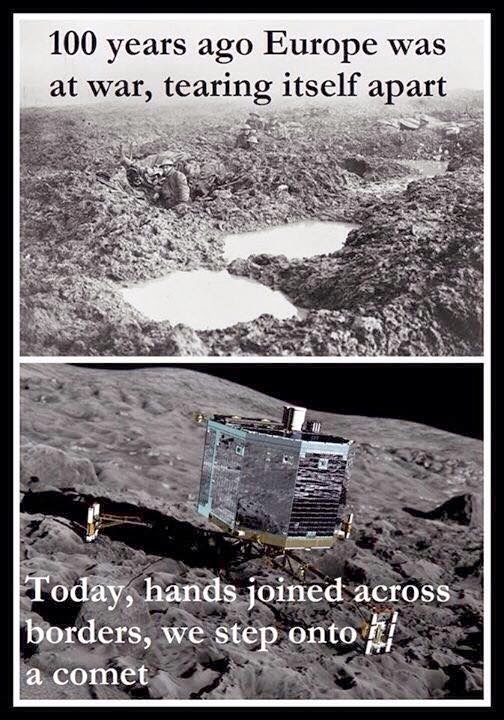 100 years ago Europe was
at war, tearing itself apart
Today, hands joined across
borders, we step onto
a comet